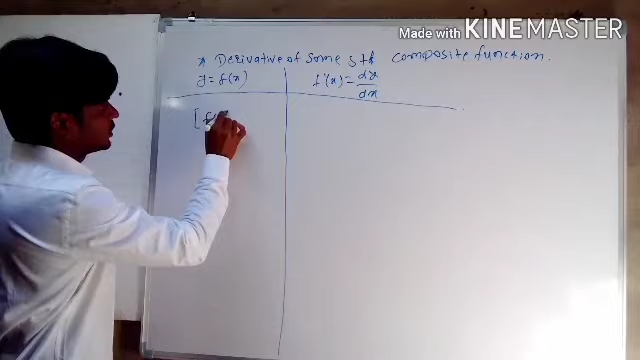 Made with KINEMASTER
* Derivative of some std composite function.
y = f(x) f'(x) = dy/dx
[f(